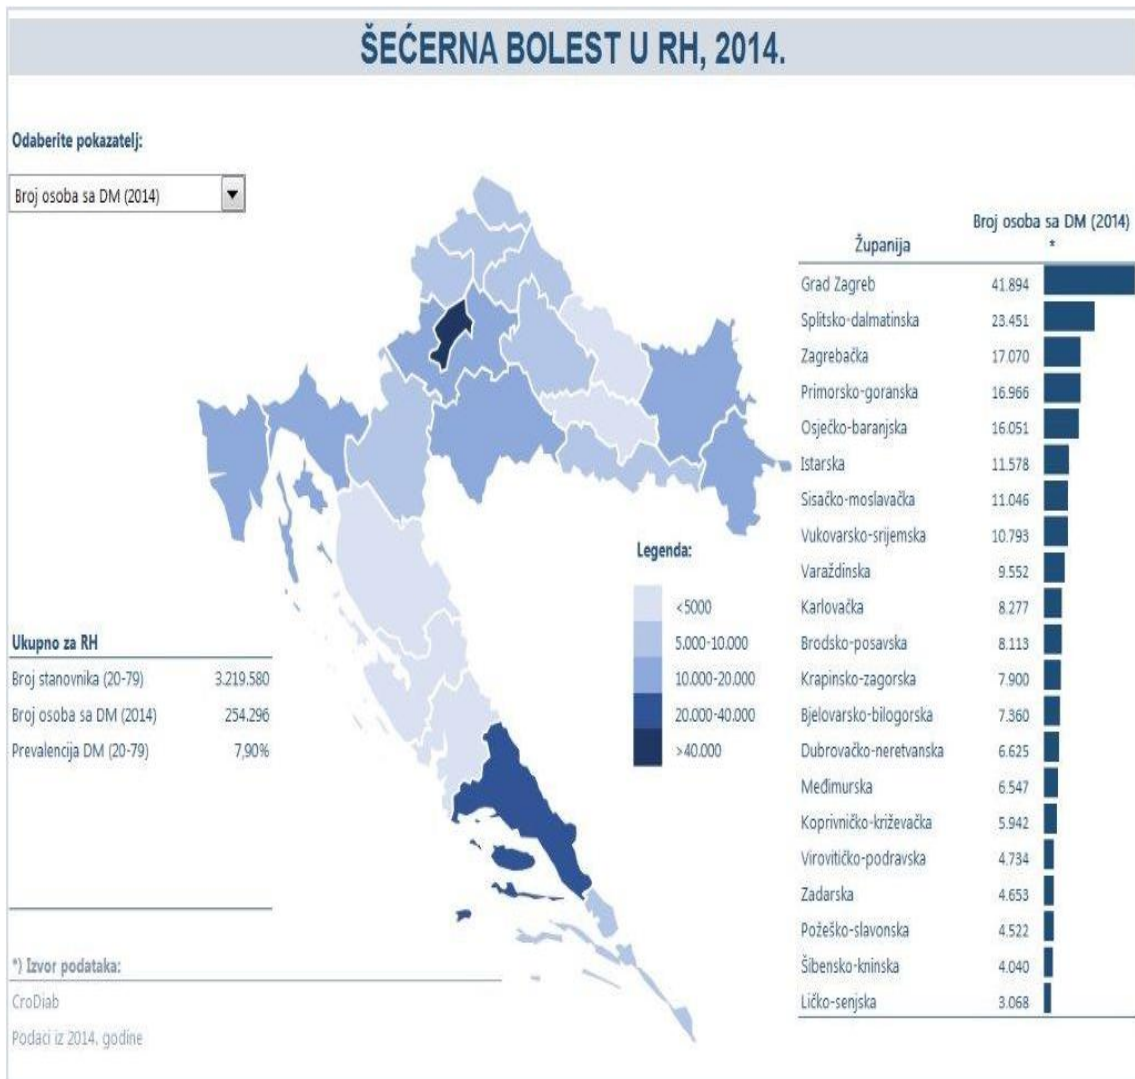 ŠEĆERNA BOLEST U RH, 2014.
Odaberite pokazatelj:
Broj osoba sa DM (2014)
Broj osoba sa DM (2014)
Županija *
Grad Zagreb 41.894
Splitsko-dalmatinska 23.451
Zagrebačka 17.070
Primorsko-goranska 16.966
Osječko-baranjska 16.051
Istarska 11.578
Sisačko-moslavačka 11.046
Vukovarsko-srijemska 10.793
Varaždinska 9.552
Karlovačka 8.277
Brodsko-posavska 8.113
Krapinsko-zagorska 7.900
Bjelovarsko-bilogorska 7.360
Dubrovačko-neretvanska 6.625
Međimurska 6.547
Koprivničko-križevačka 5.942
Virovitičko-podravska 4.734
Zadarska 4.653
Požeško-slavonska 4.522
Šibensko-kninska 4.040
Ličko-senjska 3.068
Legenda:
<5000
5.000-10.000
10.000-20.000
20.000-40.000
>40.000
Ukupno za RH
Broj stanovnika (20-79) 3.219.580
Broj osoba sa DM (2014) 254.296
Prevalencija DM (20-79) 7,90%
*) Izvor podataka:
CroDiab
Podaci iz 2014. godine